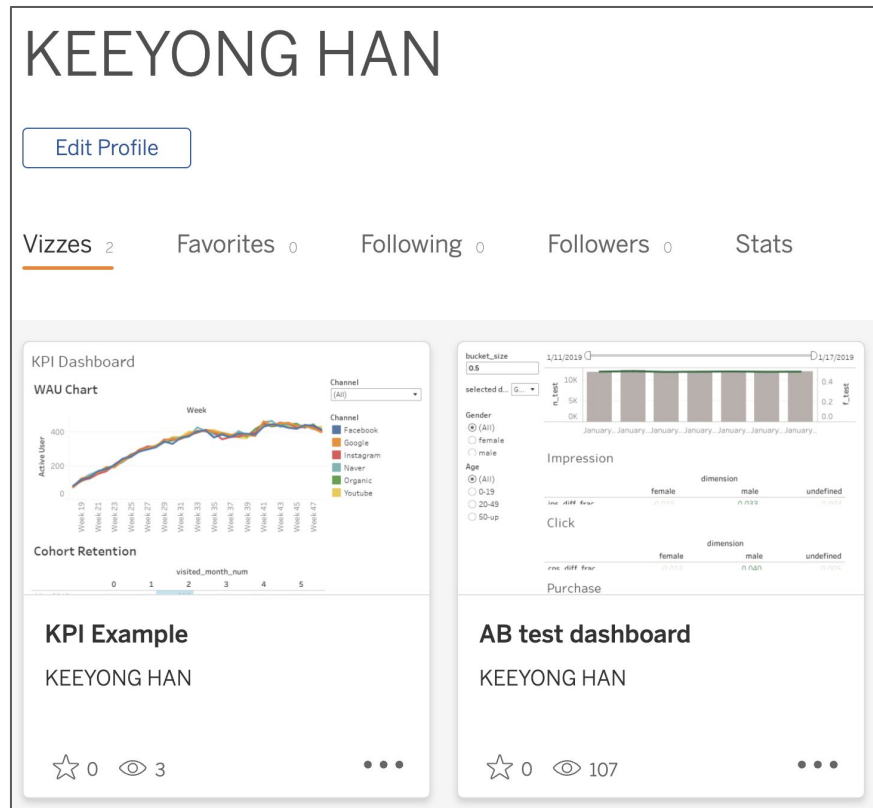 KEEYONG HAN
Edit Profile
Vizzes 2 Favorites 0 Following 0 Followers 0 Stats
KPI Dashboard
WAU Chart
Channel
(All)
Week
Active User
400
200
0
Week 19 Week 21 Week 23 Week 25 Week 27 Week 29 Week 31 Week 33 Week 35 Week 37 Week 39 Week 41 Week 43 Week 45 Week 47
Channel
Facebook
Google
Instagram
Naver
Organic
Youtube
Cohort Retention
visited_month_num
0 1 2 3 4 5
KPI Example
KEEYONG HAN
0 3
bucket_size
0.5
selected d... G...
Gender
(All)
female
male
Age
(All)
0-19
20-49
50-up
1/11/2019 1/17/2019
n_test
10K
5K
0K
0.4
0.2
0.0
f_test
January... January... January... January... January... January... January...
Impression
dimension
female male undefined
ips_diff_frac 0.033
Click
dimension
female male undefined
cps_diff_frac 0.040
Purchase
AB test dashboard
KEEYONG HAN
0 107